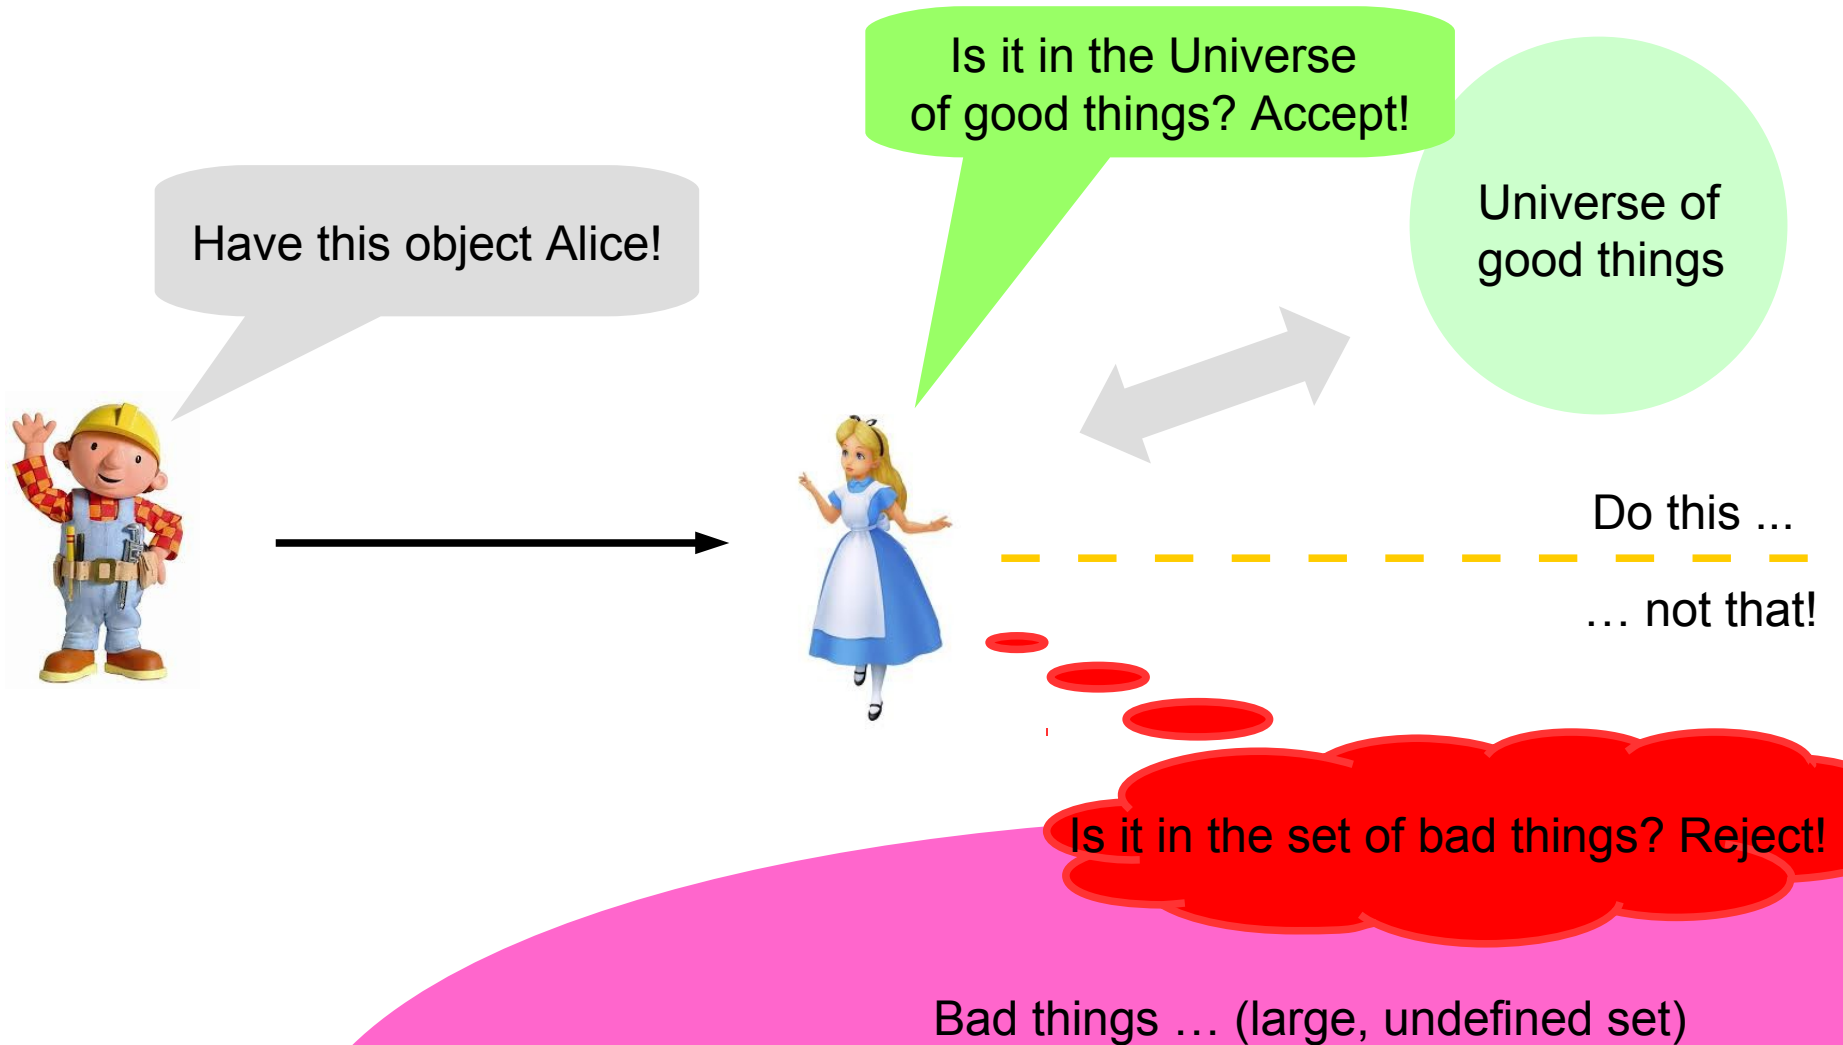 Is it in the Universe
of good things? Accept!
Have this object Alice!
Universe of
good things
Do this ...
… not that!
Is it in the set of bad things? Reject!
Bad things … (large, undefined set)